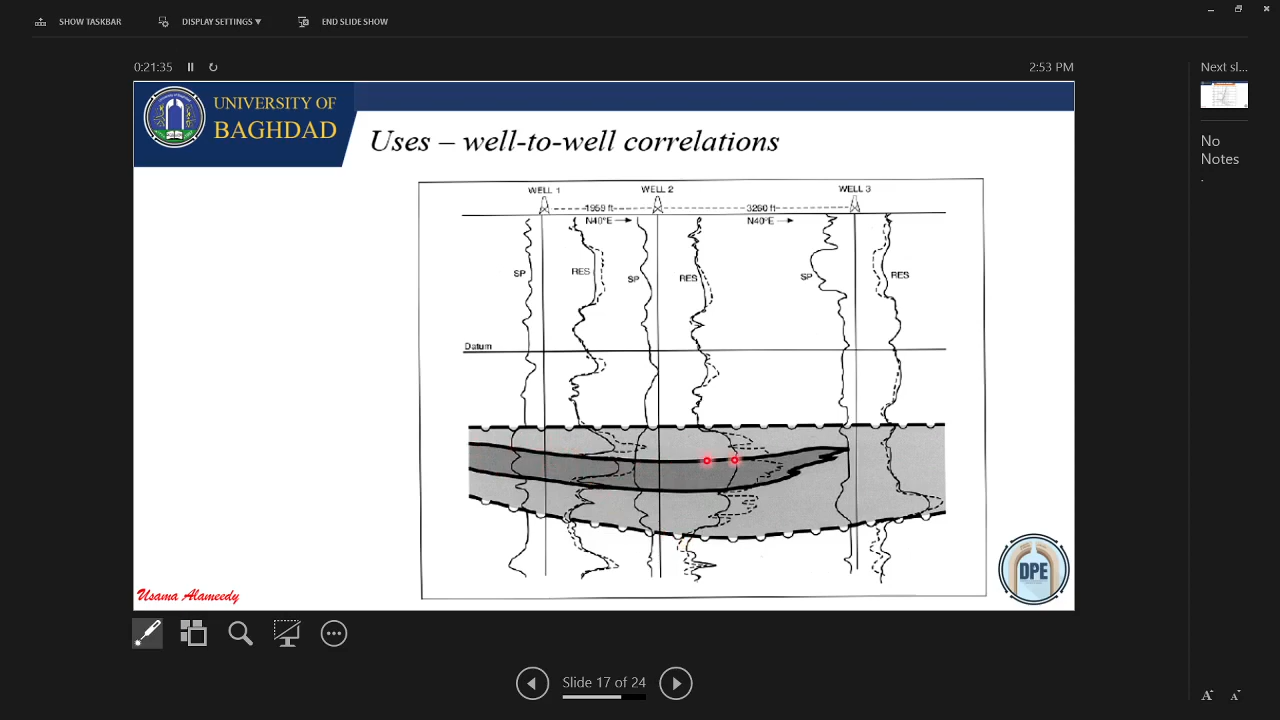 SHOW TASKBAR DISPLAY SETTINGS ▼ END SLIDE SHOW
0:21:35 2:53 PM
Next sl...
UNIVERSITY OF
BAGHDAD
Uses – well-to-well correlations
No
Notes
.
WELL 1 WELL 2 WELL 3
1959 ft 3260 ft
N40°E N40°E
SP RES SP RES SP RES
Datum
DPE
Usama Alameedy
Slide 17 of 24
A A